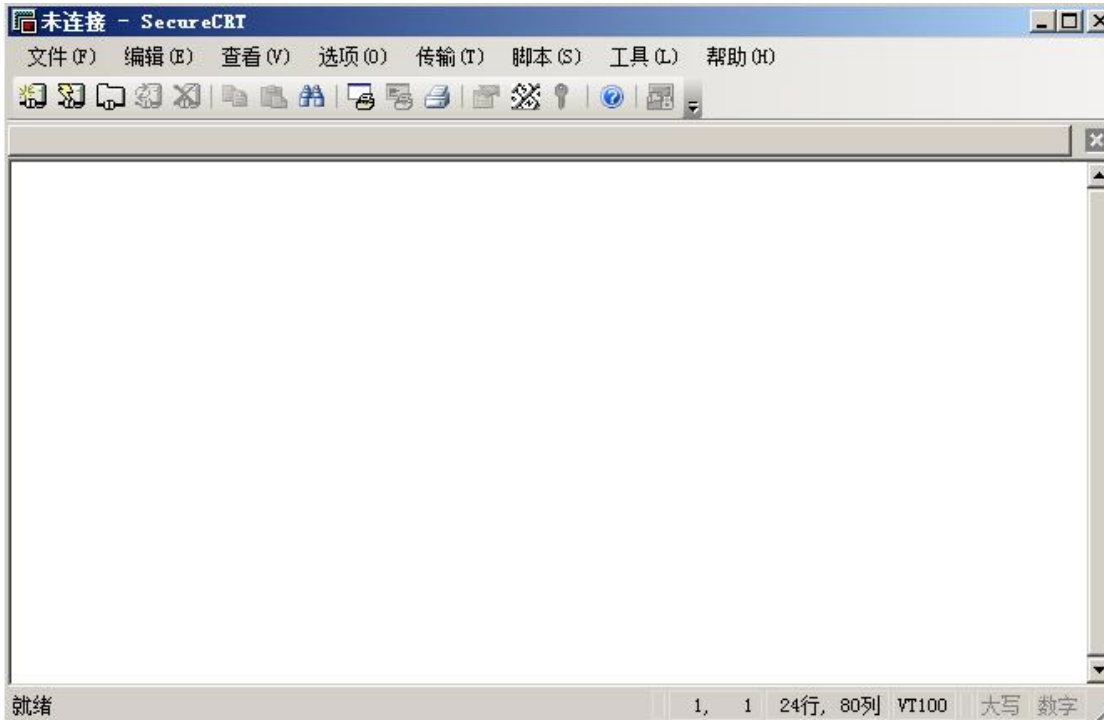 未连接 - SecureCRT
文件(F) 编辑(E) 查看(V) 选项(O) 传输(T) 脚本(S) 工具(L) 帮助(H)
就绪 1, 1 24行, 80列 VT100 大写 数字